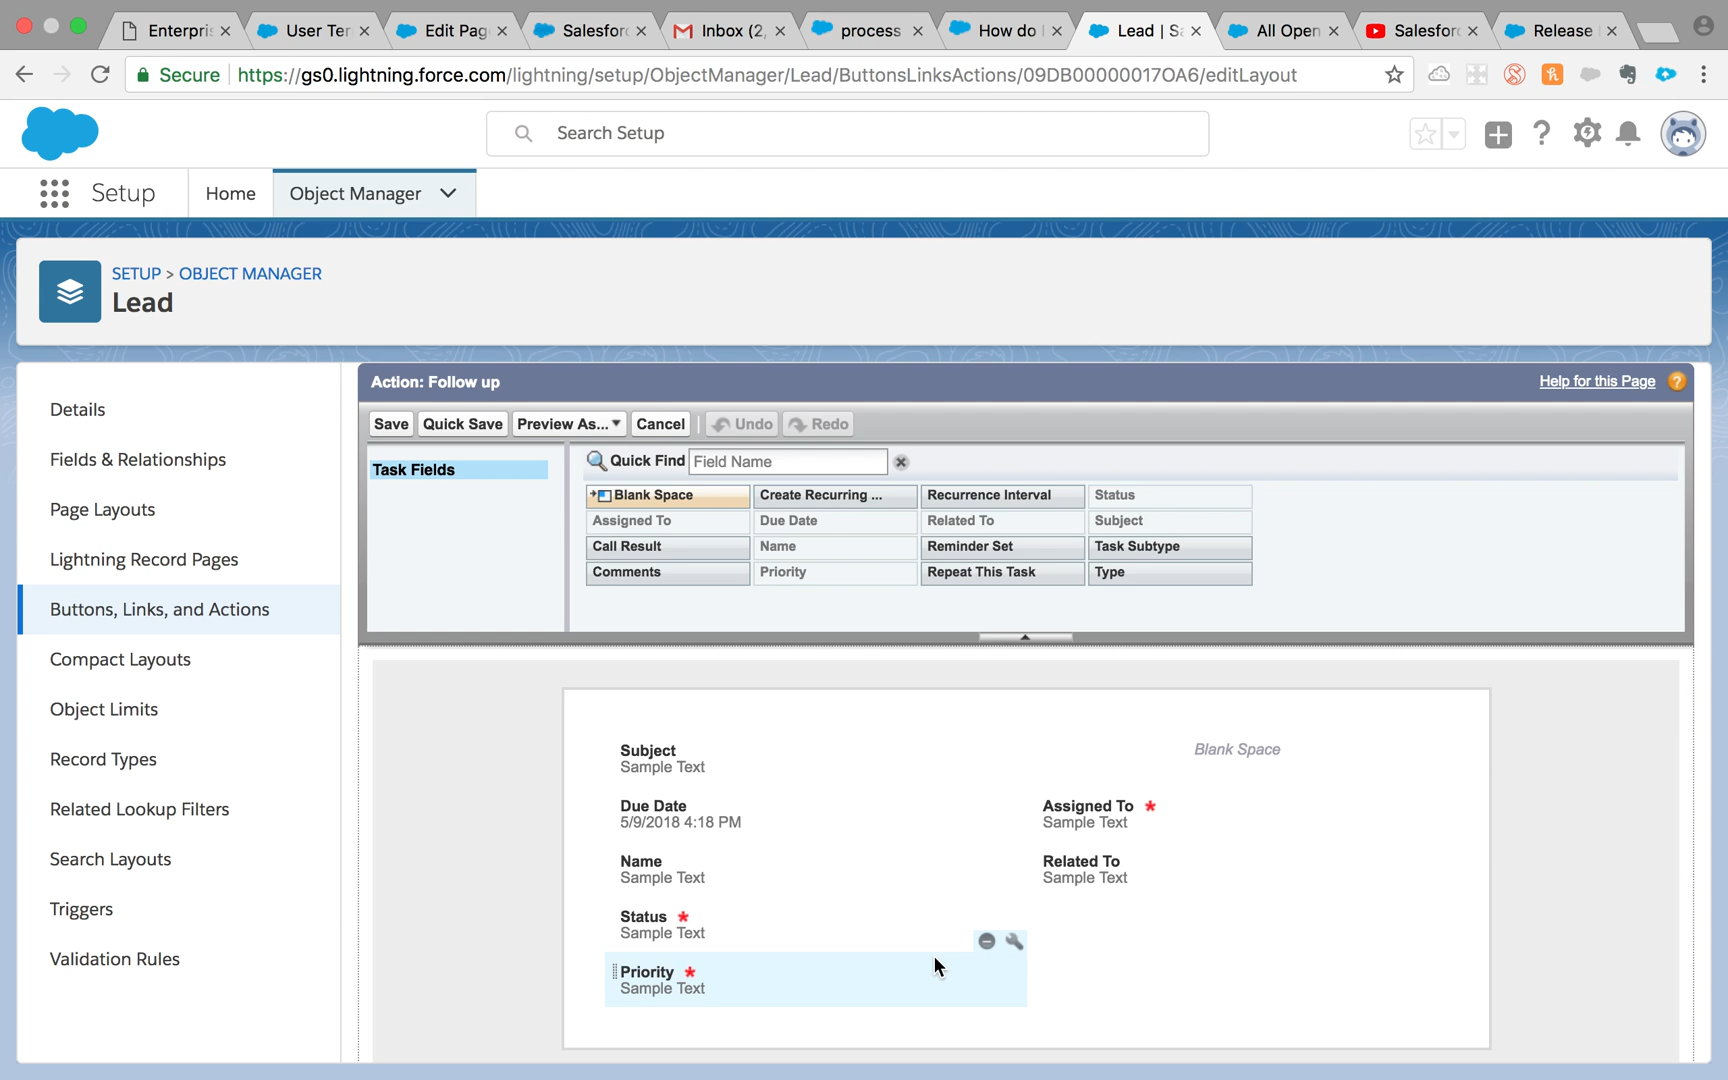 Enterpri
User Ter
Edit Pag
Salesforc
Inbox (2,
process
How do
Lead | Sa
All Open
Salesforc
Release
Secure
https://gs0.lightning.force.com/lightning/setup/ObjectManager/Lead/ButtonsLinksActions/09DB00000017OA6/editLayout
Search Setup
Setup
Home
Object Manager
SETUP > OBJECT MANAGER
Lead
Details
Fields & Relationships
Page Layouts
Lightning Record Pages
Buttons, Links, and Actions
Compact Layouts
Object Limits
Record Types
Related Lookup Filters
Search Layouts
Triggers
Validation Rules
Action: Follow up
Help for this Page ?
Save Quick Save Preview As... Cancel Undo Redo
Task Fields
Quick Find Field Name
Blank Space Create Recurring ... Recurrence Interval Status
Assigned To Due Date Related To Subject
Call Result Name Reminder Set Task Subtype
Comments Priority Repeat This Task Type
Subject
Sample Text
Blank Space
Due Date
5/9/2018 4:18 PM
Assigned To *
Sample Text
Name
Sample Text
Related To
Sample Text
Status *
Sample Text
Priority *
Sample Text